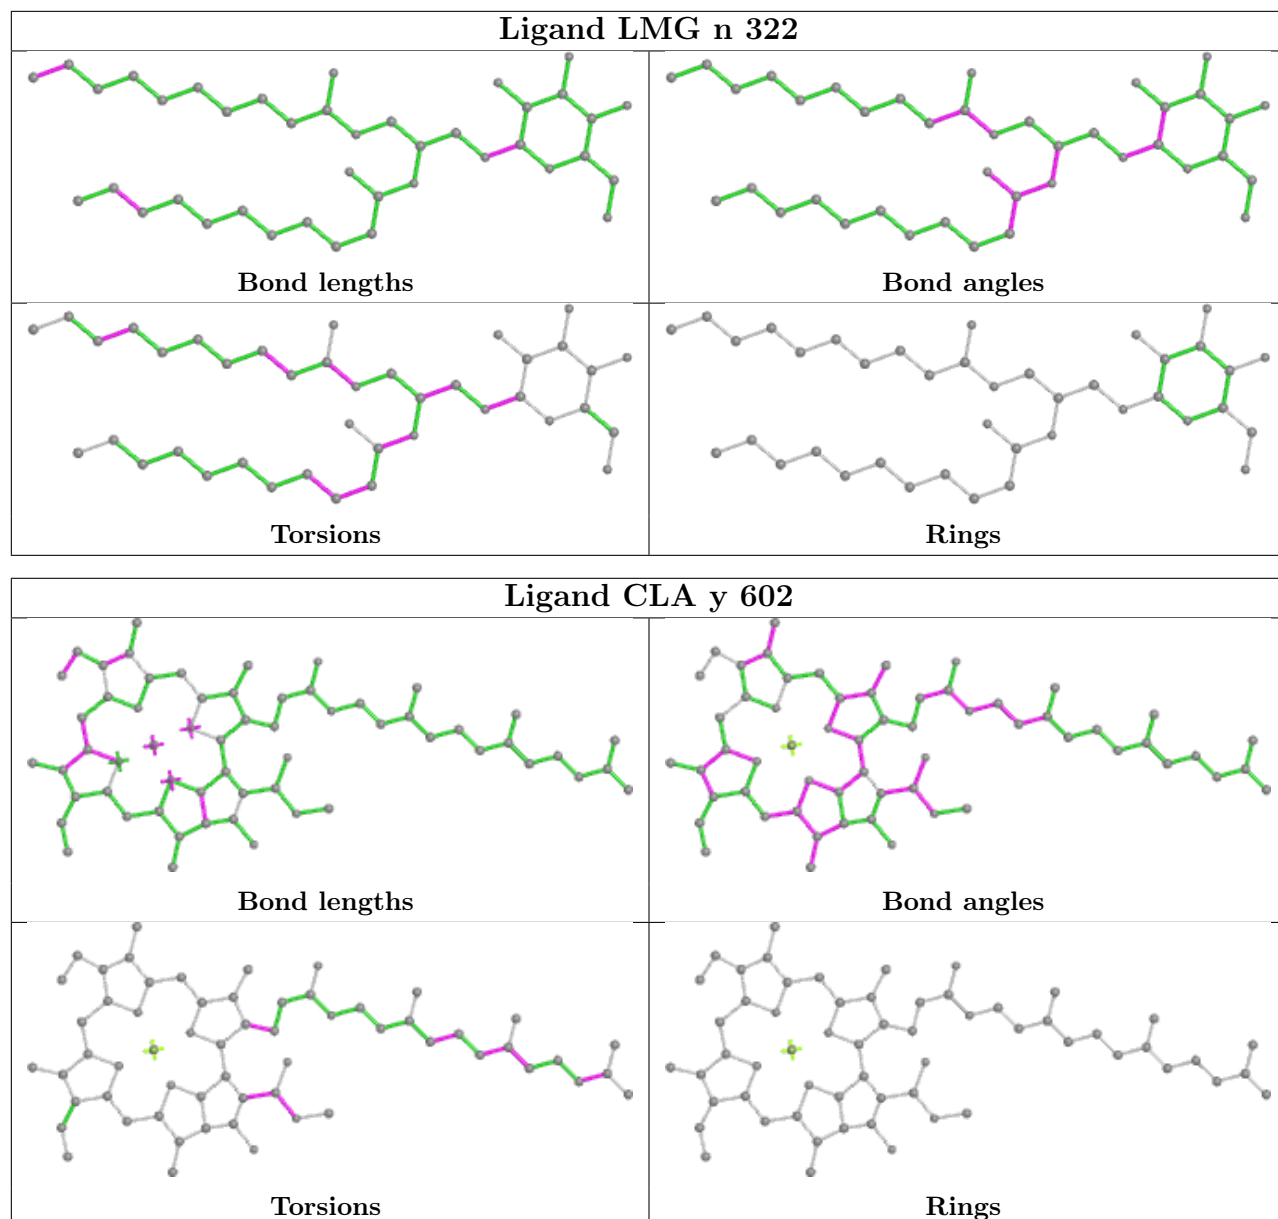 Ligand LMG n 322
Bond lengths
Bond angles
Torsions
Rings
Ligand CLA y 602
Bond lengths
Bond angles
Torsions
Rings